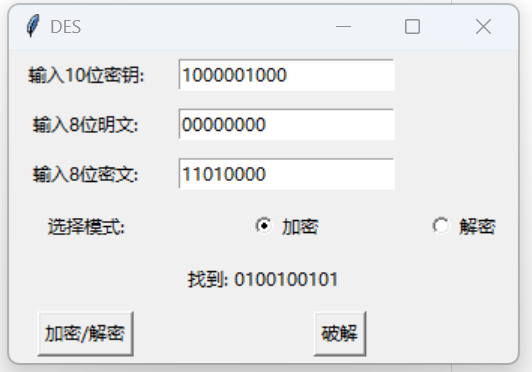 DES
输入10位密钥: 1000001000
输入8位明文: 00000000
输入8位密文: 11010000
选择模式: 加密 解密
找到: 0100100101
加密/解密 破解